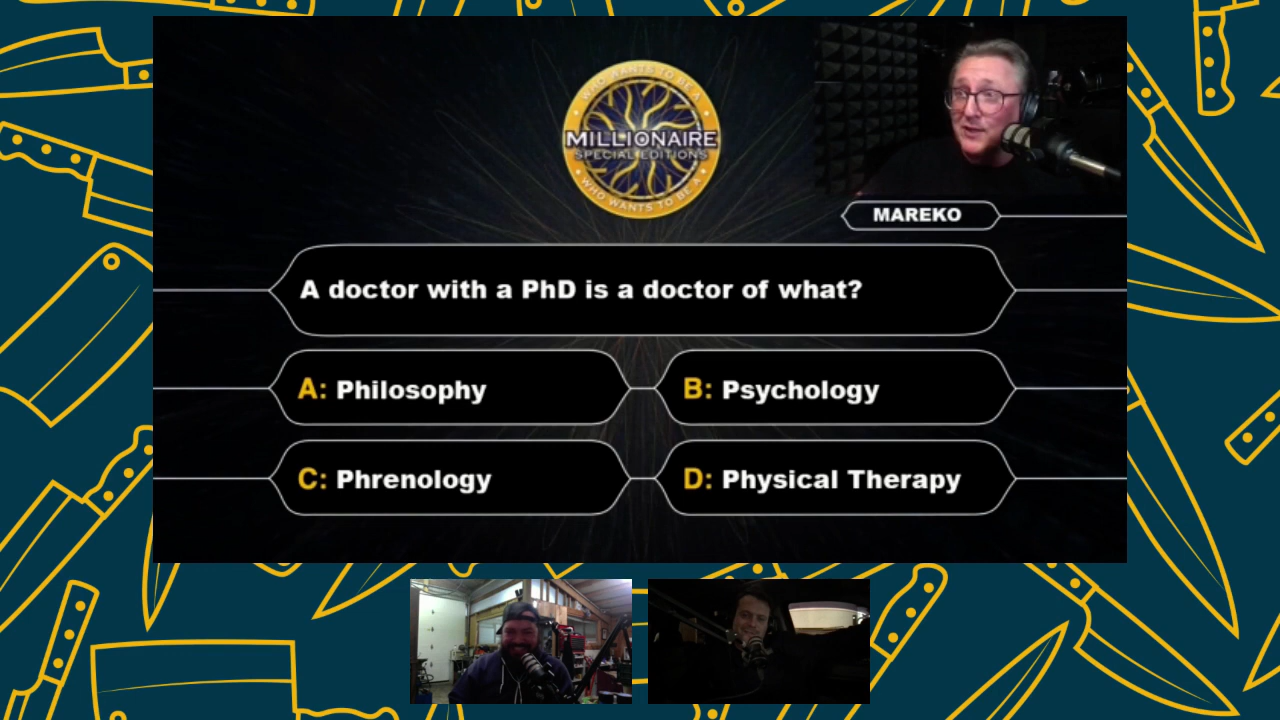 WHO WANTS TO BE A
MILLIONAIRE
SPECIAL EDITIONS
WHO WANTS TO BE A
MAREKO
A doctor with a PhD is a doctor of what?
A: Philosophy
B: Psychology
C: Phrenology
D: Physical Therapy